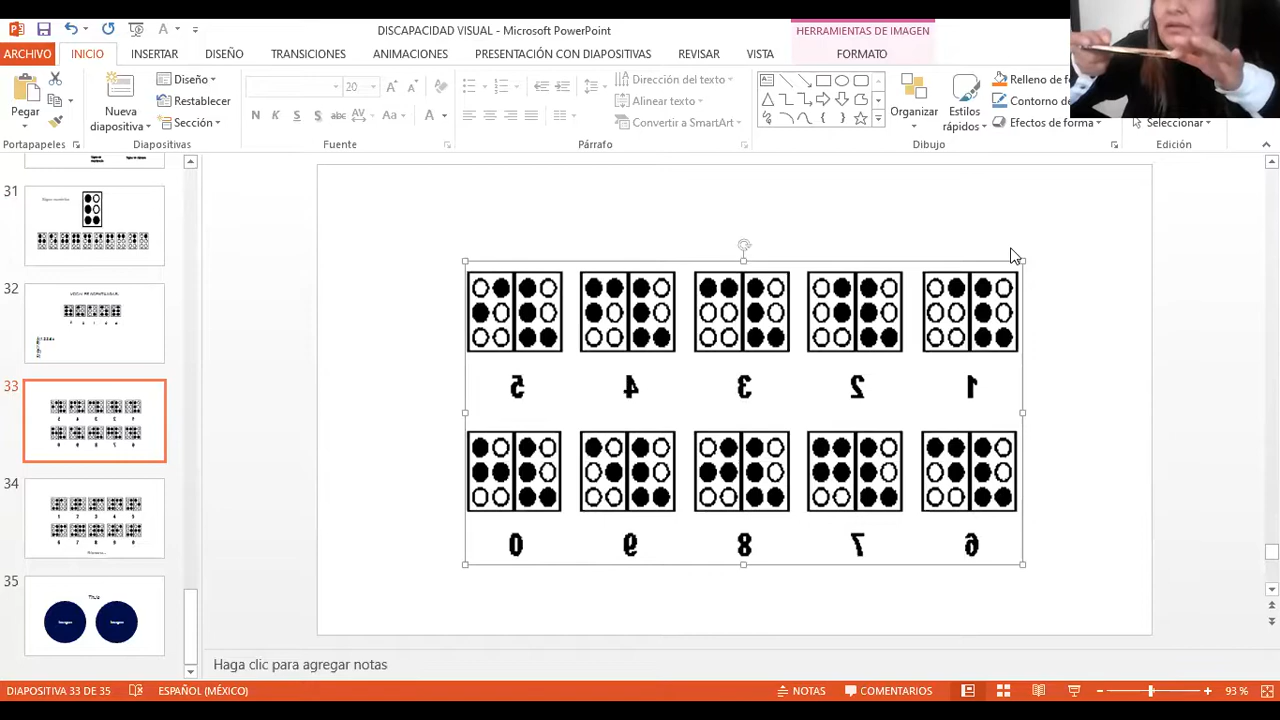 DISCAPACIDAD VISUAL - Microsoft PowerPoint
HERRAMIENTAS DE IMAGEN
ARCHIVO INICIO INSERTAR DISEÑO TRANSICIONES ANIMACIONES PRESENTACIÓN CON DIAPOSITIVAS REVISAR VISTA FORMATO
Pegar
Nueva diapositiva
Diseño
Restablecer
Sección
20
N K S S abc AV Aa A
Dirección del texto
Alinear texto
Convertir a SmartArt
Organizar
Estilos rápidos
Relleno de
Contorno de
Efectos de forma
Seleccionar
Portapapeles Diapositivas Fuente Párrafo Dibujo Edición
31
32
33
34
35
5 4 3 2 1
0 9 8 7 6
Haga clic para agregar notas
DIAPOSITIVA 33 DE 35 ESPAÑOL (MÉXICO) NOTAS COMENTARIOS 93 %